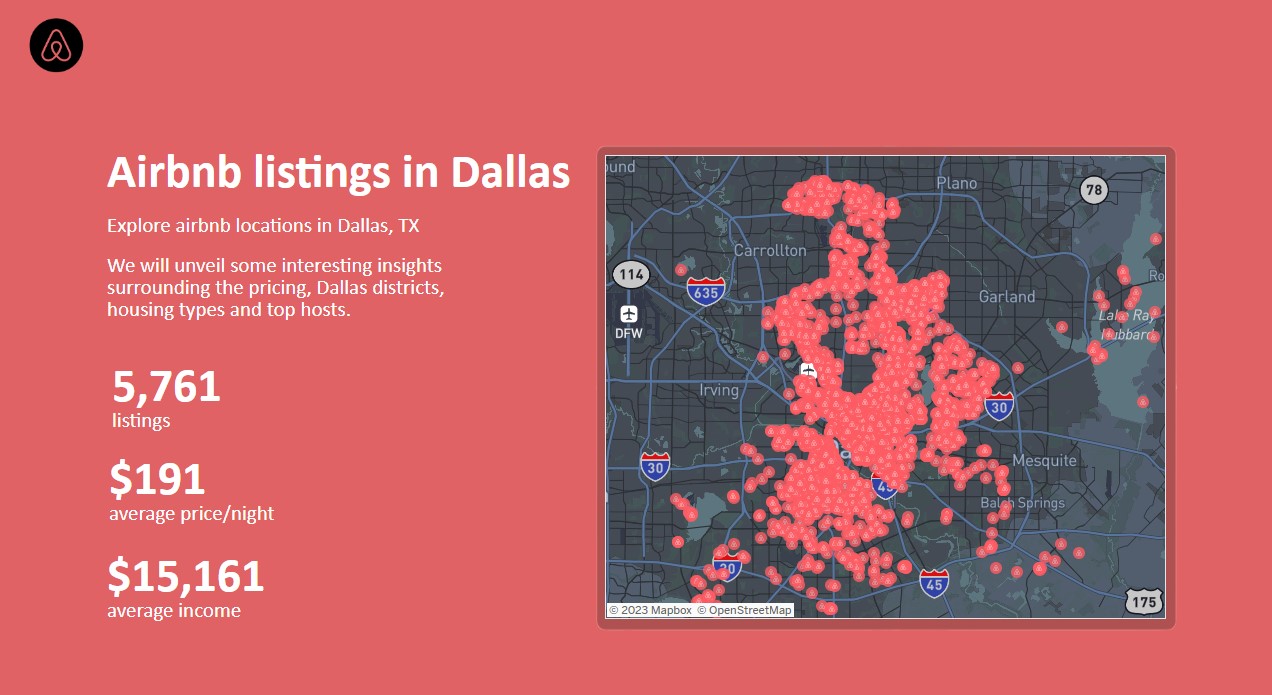 Airbnb listings in Dallas
Explore airbnb locations in Dallas, TX
We will unveil some interesting insights
surrounding the pricing, Dallas districts,
housing types and top hosts.
5,761
listings
$191
average price/night
$15,161
average income
ound
Plano
78
Carrollton
114
635
Garland
Ro
DFW
Lake Ray
Hubbard
Irving
30
30
Mesquite
45
Balch Springs
20
45
175
© 2023 Mapbox © OpenStreetMap